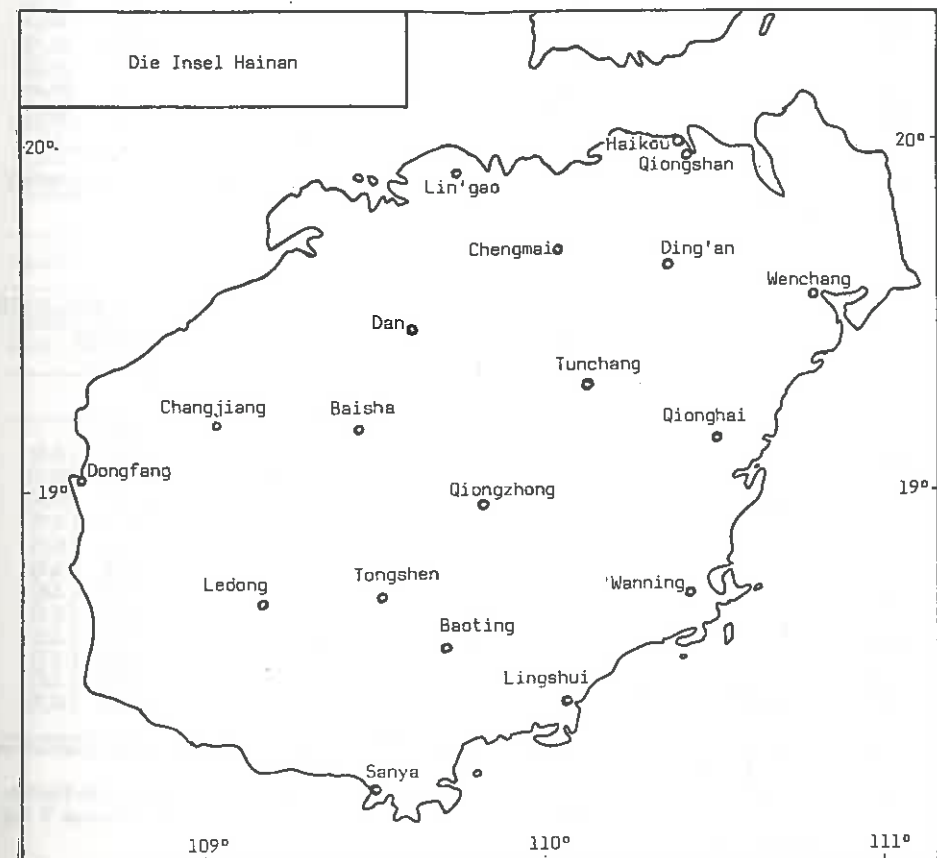 Die Insel Hainan
20°
20°
Haikou
Qiongshan
Lin'gao
Chengmai
Ding'an
Wenchang
Dan
Tunchang
Changjiang
Baisha
Qionghai
Dongfang
19°
19°
Qiongzhong
Ledong
Tongshen
Wanning
Baoting
Lingshui
Sanya
109°
110°
111°